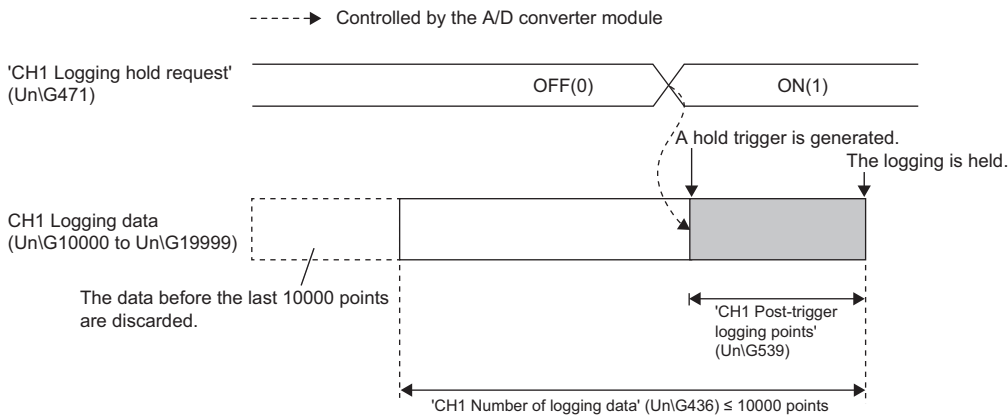 Controlled by the A/D converter module
'CH1 Logging hold request'
(Un\G471)
OFF(0)
ON(1)
A hold trigger is generated.
The logging is held.
CH1 Logging data
(Un\G10000 to Un\G19999)
The data before the last 10000 points
are discarded.
'CH1 Post-trigger
logging points'
(Un\G539)
'CH1 Number of logging data' (Un\G436) ≤ 10000 points